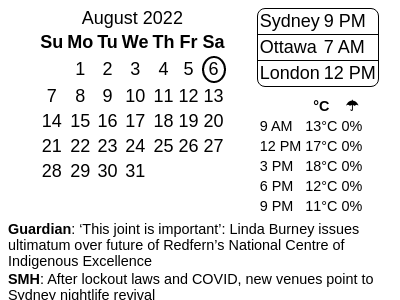 August 2022
Su Mo Tu We Th Fr Sa
1 2 3 4 5 6
7 8 9 10 11 12 13
14 15 16 17 18 19 20
21 22 23 24 25 26 27
28 29 30 31
Sydney 9 PM
Ottawa 7 AM
London 12 PM
°C ☂
9 AM 13°C 0%
12 PM 17°C 0%
3 PM 18°C 0%
6 PM 12°C 0%
9 PM 11°C 0%
Guardian: ‘This joint is important’: Linda Burney issues
ultimatum over future of Redfern’s National Centre of
Indigenous Excellence
SMH: After lockout laws and COVID, new venues point to
Sydney nightlife revival